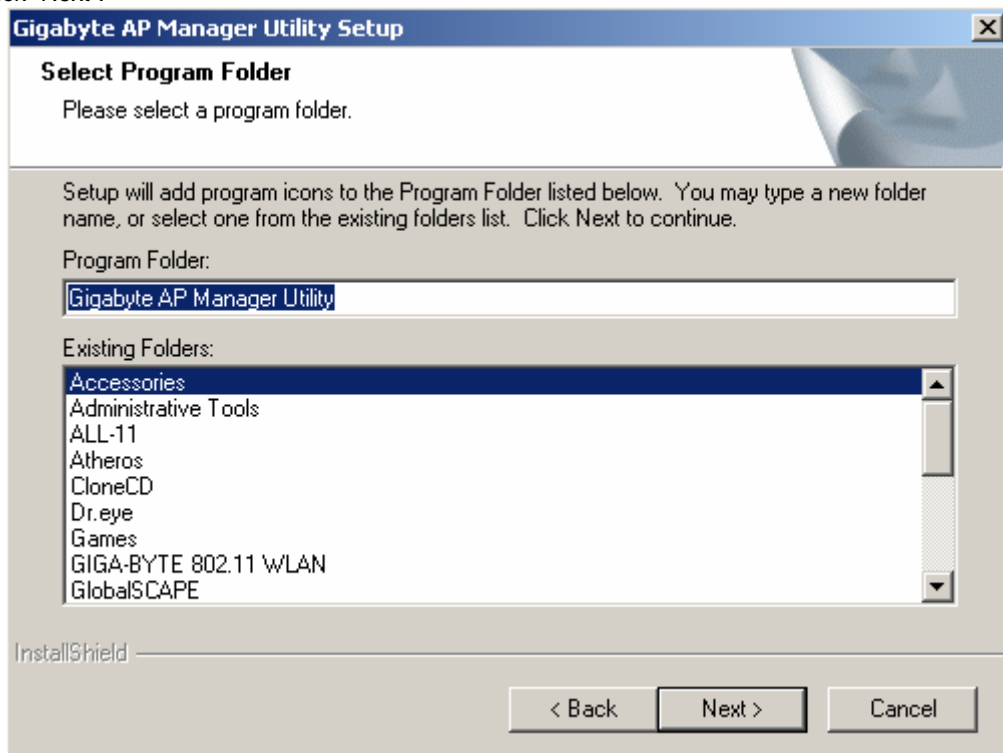 Gigabyte AP Manager Utility Setup
Select Program Folder
Please select a program folder.
Setup will add program icons to the Program Folder listed below. You may type a new folder
name, or select one from the existing folders list. Click Next to continue.
Program Folder:
Gigabyte AP Manager Utility
Existing Folders:
Accessories
Administrative Tools
ALL-11
Atheros
CloneCD
Dr.eye
Games
GIGA-BYTE 802.11 WLAN
GlobalSCAPE
InstallShield
< Back
Next >
Cancel